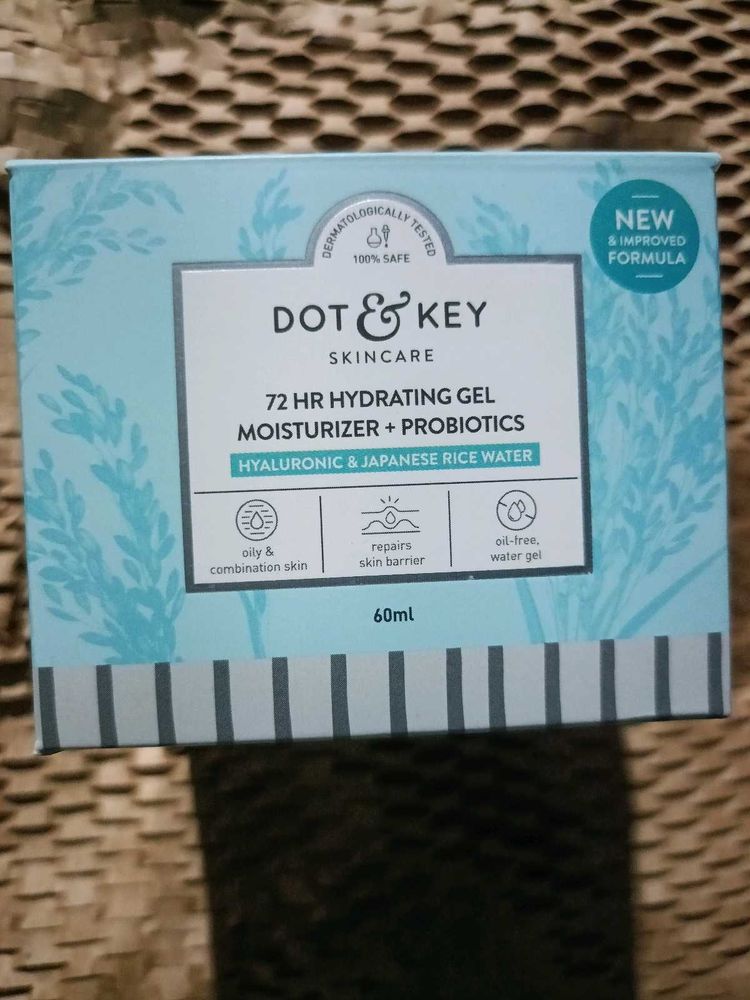 DERMATOLOGICALLY TESTED
100% SAFE
NEW
& IMPROVED
FORMULA
DOT & KEY
SKINCARE
72 HR HYDRATING GEL
MOISTURIZER + PROBIOTICS
HYALURONIC & JAPANESE RICE WATER
oily &
combination skin
repairs
skin barrier
oil-free,
water gel
60ml